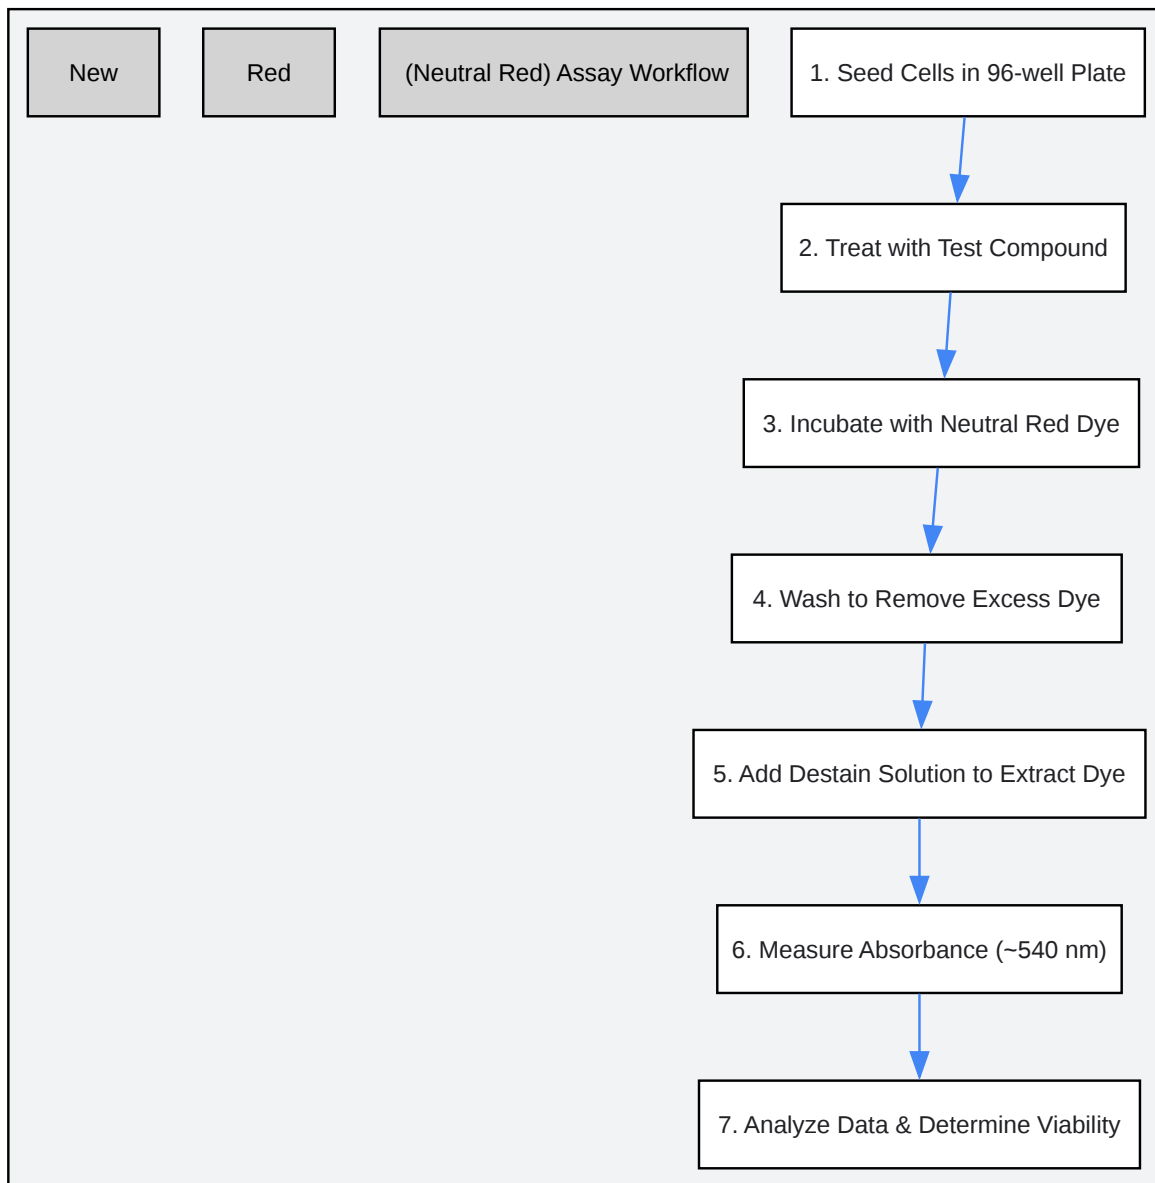 New
Red
(Neutral Red) Assay Workflow
1. Seed Cells in 96-well Plate
2. Treat with Test Compound
3. Incubate with Neutral Red Dye
4. Wash to Remove Excess Dye
5. Add Destain Solution to Extract Dye
6. Measure Absorbance (~540 nm)
7. Analyze Data & Determine Viability